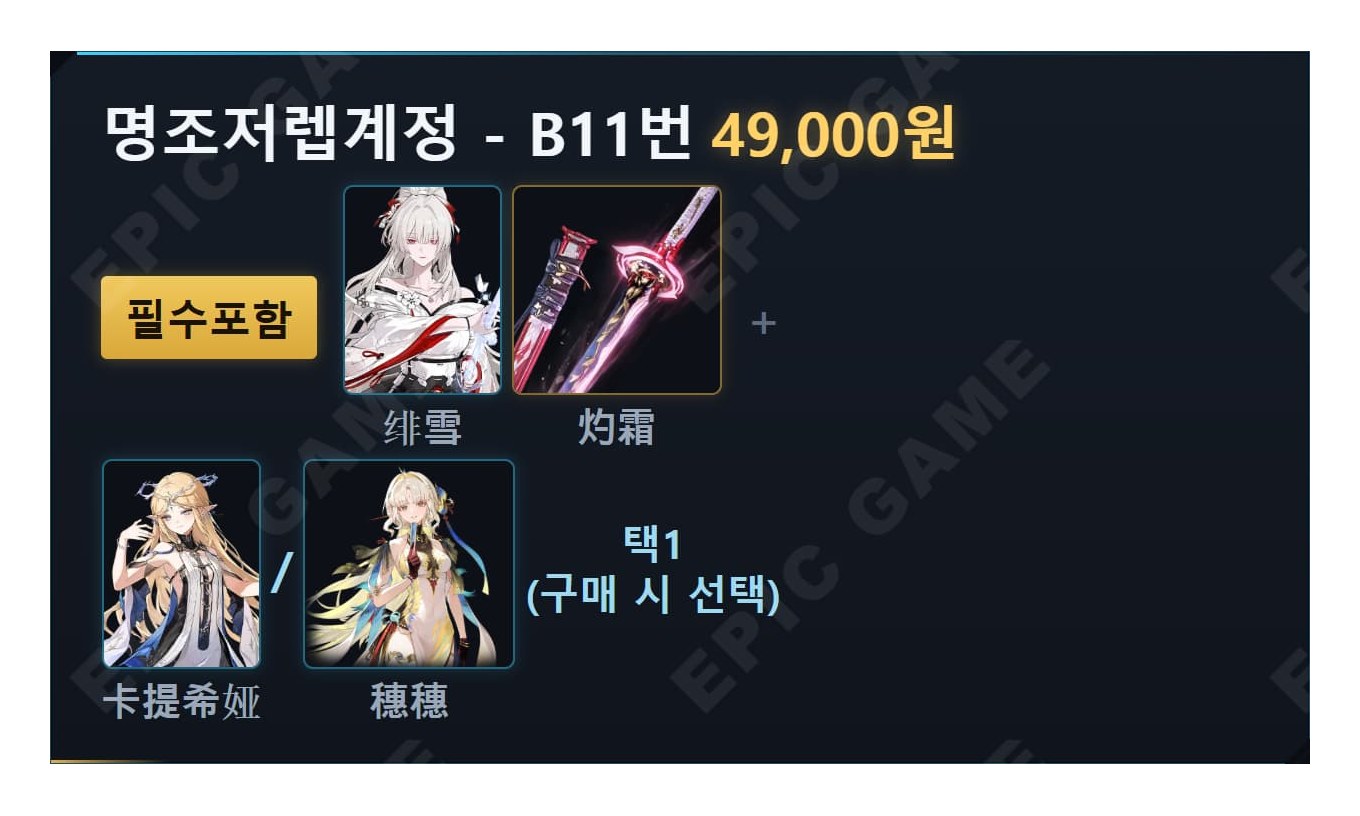 명조저렙계정 - B11번 49,000원
필수포함
+
绯雪 灼霜
/
택1
(구매 시 선택)
卡提希娅 穗穗
EPIC GAME